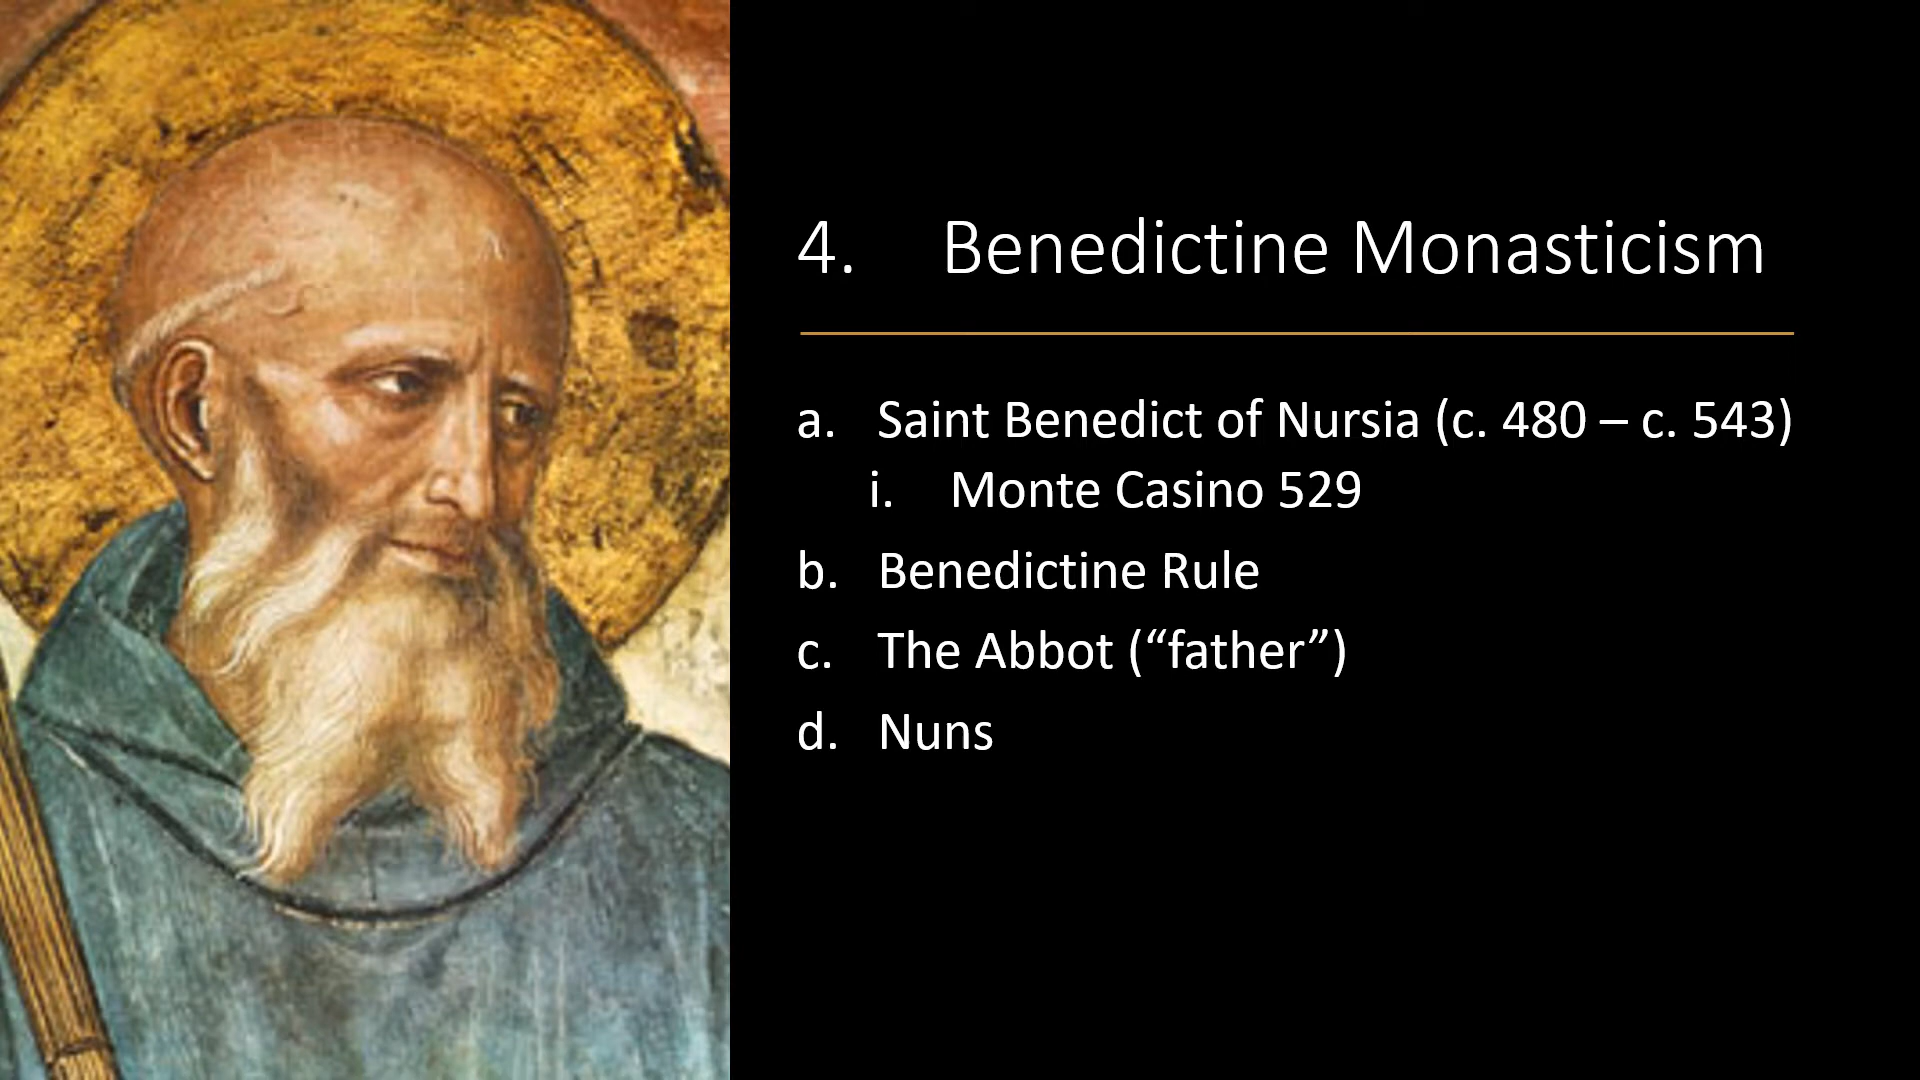 4. Benedictine Monasticism
a. Saint Benedict of Nursia (c. 480 – c. 543)
i. Monte Casino 529
b. Benedictine Rule
c. The Abbot (“father”)
d. Nuns